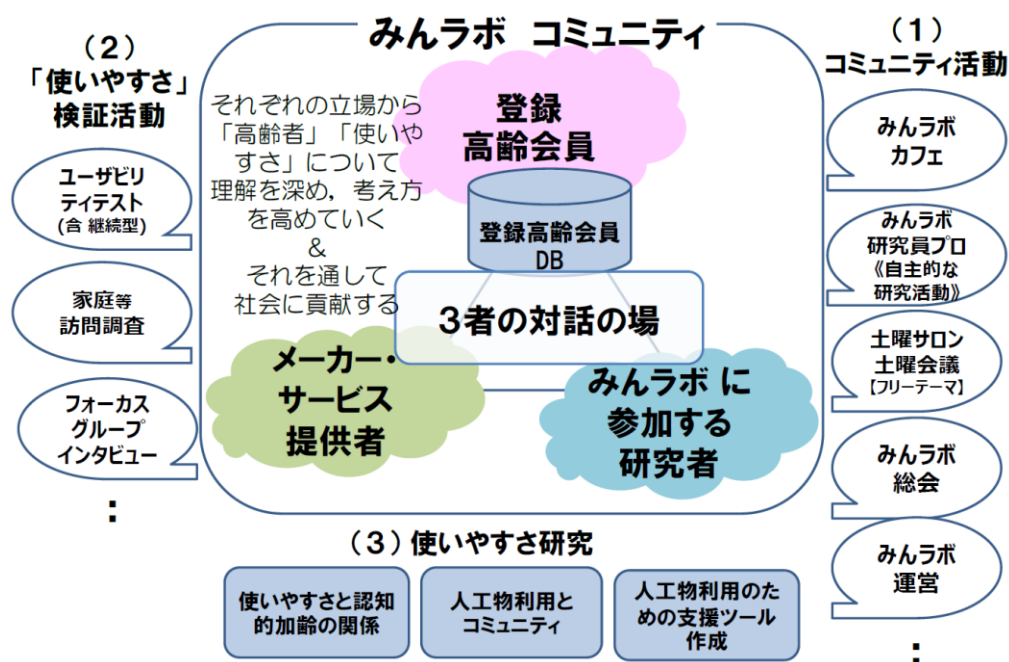 みんラボ コミュニティ
(2)
「使いやすさ」
検証活動
ユーザビリ
ティテスト
(含 継続型)
家庭等
訪問調査
フォーカス
グループ
インタビュー
:
それぞれの立場から
「高齢者」「使いや
すさ」について
理解を深め，考え方
を高めていく
&
それを通して
社会に貢献する
登録
高齢会員
登録高齢会員
DB
3者の対話の場
メーカー・
サービス
提供者
みんラボ に
参加する
研究者
(1)
コミュニティ活動
みんラボ
カフェ
みんラボ
研究員プロ
《自主的な
研究活動》
土曜サロン
土曜会議
【フリーテーマ】
みんラボ
総会
みんラボ
運営
:
(3)使いやすさ研究
使いやすさと認知
的加齢の関係
人工物利用と
コミュニティ
人工物利用のた
めの支援ツール
作成